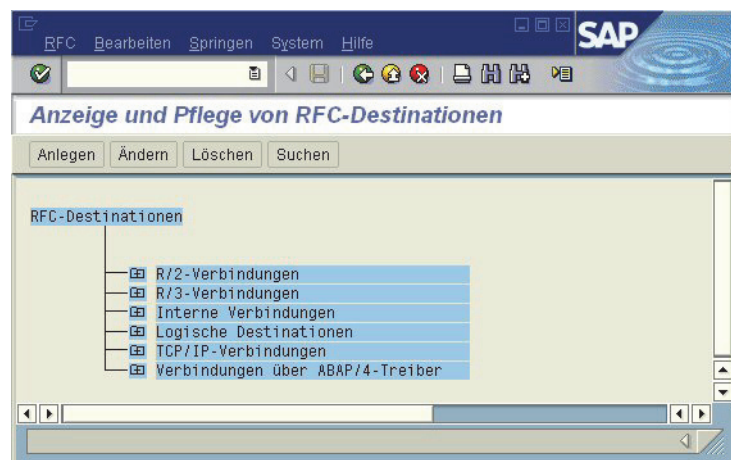 RFC Bearbeiten Springen System Hilfe
SAP
Anzeige und Pflege von RFC-Destinationen
Anlegen Ändern Löschen Suchen
RFC-Destinationen
R/2-Verbindungen
R/3-Verbindungen
Interne Verbindungen
Logische Destinationen
TCP/IP-Verbindungen
Verbindungen über ABAP/4-Treiber